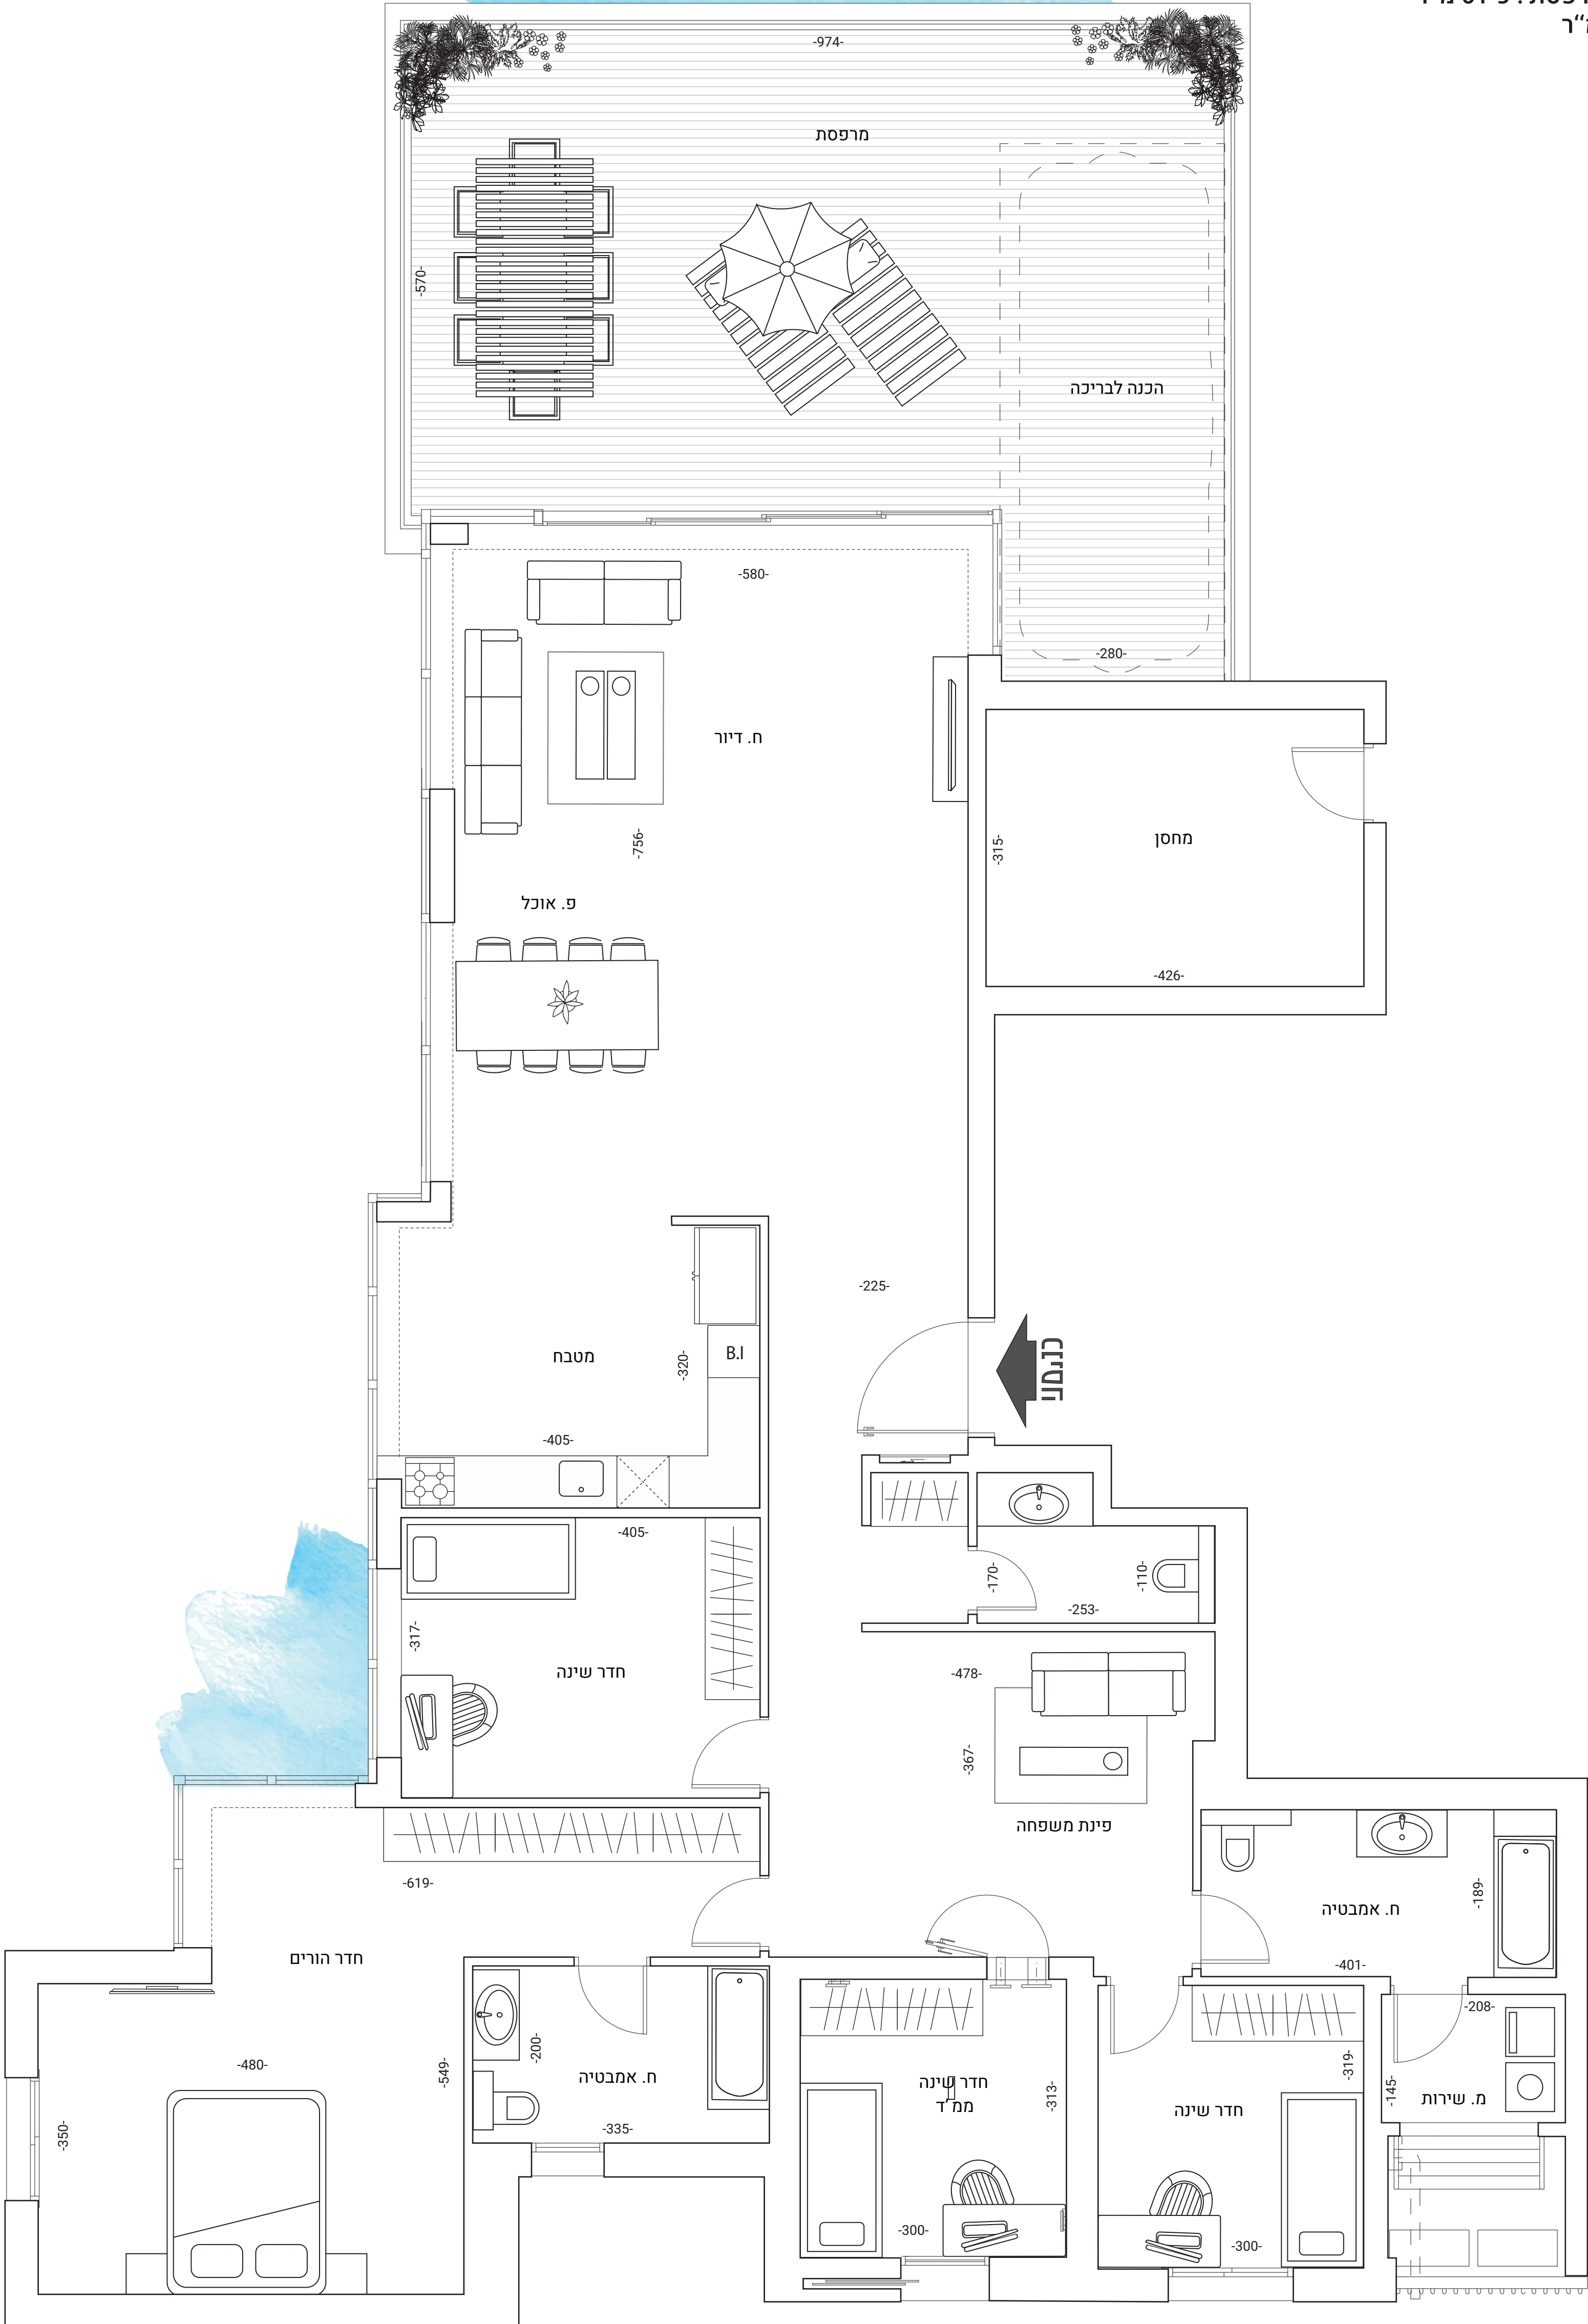 מ"ר
-974-
מרפסת
-570-
הכנה לבריכה
-580-
-280-
ח. דיור
-756-
-315-
מחסן
פ. אוכל
-426-
-225-
מטבח
-320-
B.I
כניסה
-405-
-405-
-170-
-110-
-253-
-317-
חדר שינה
-478-
-367-
פינת משפחה
-619-
-189-
ח. אמבטיה
חדר הורים
-401-
-208-
-480-
-549-
-200-
ח. אמבטיה
חדר שינה
ממ'ד
-313-
-319-
-145-
מ. שירות
חדר שינה
-350-
-335-
-300-
-300-